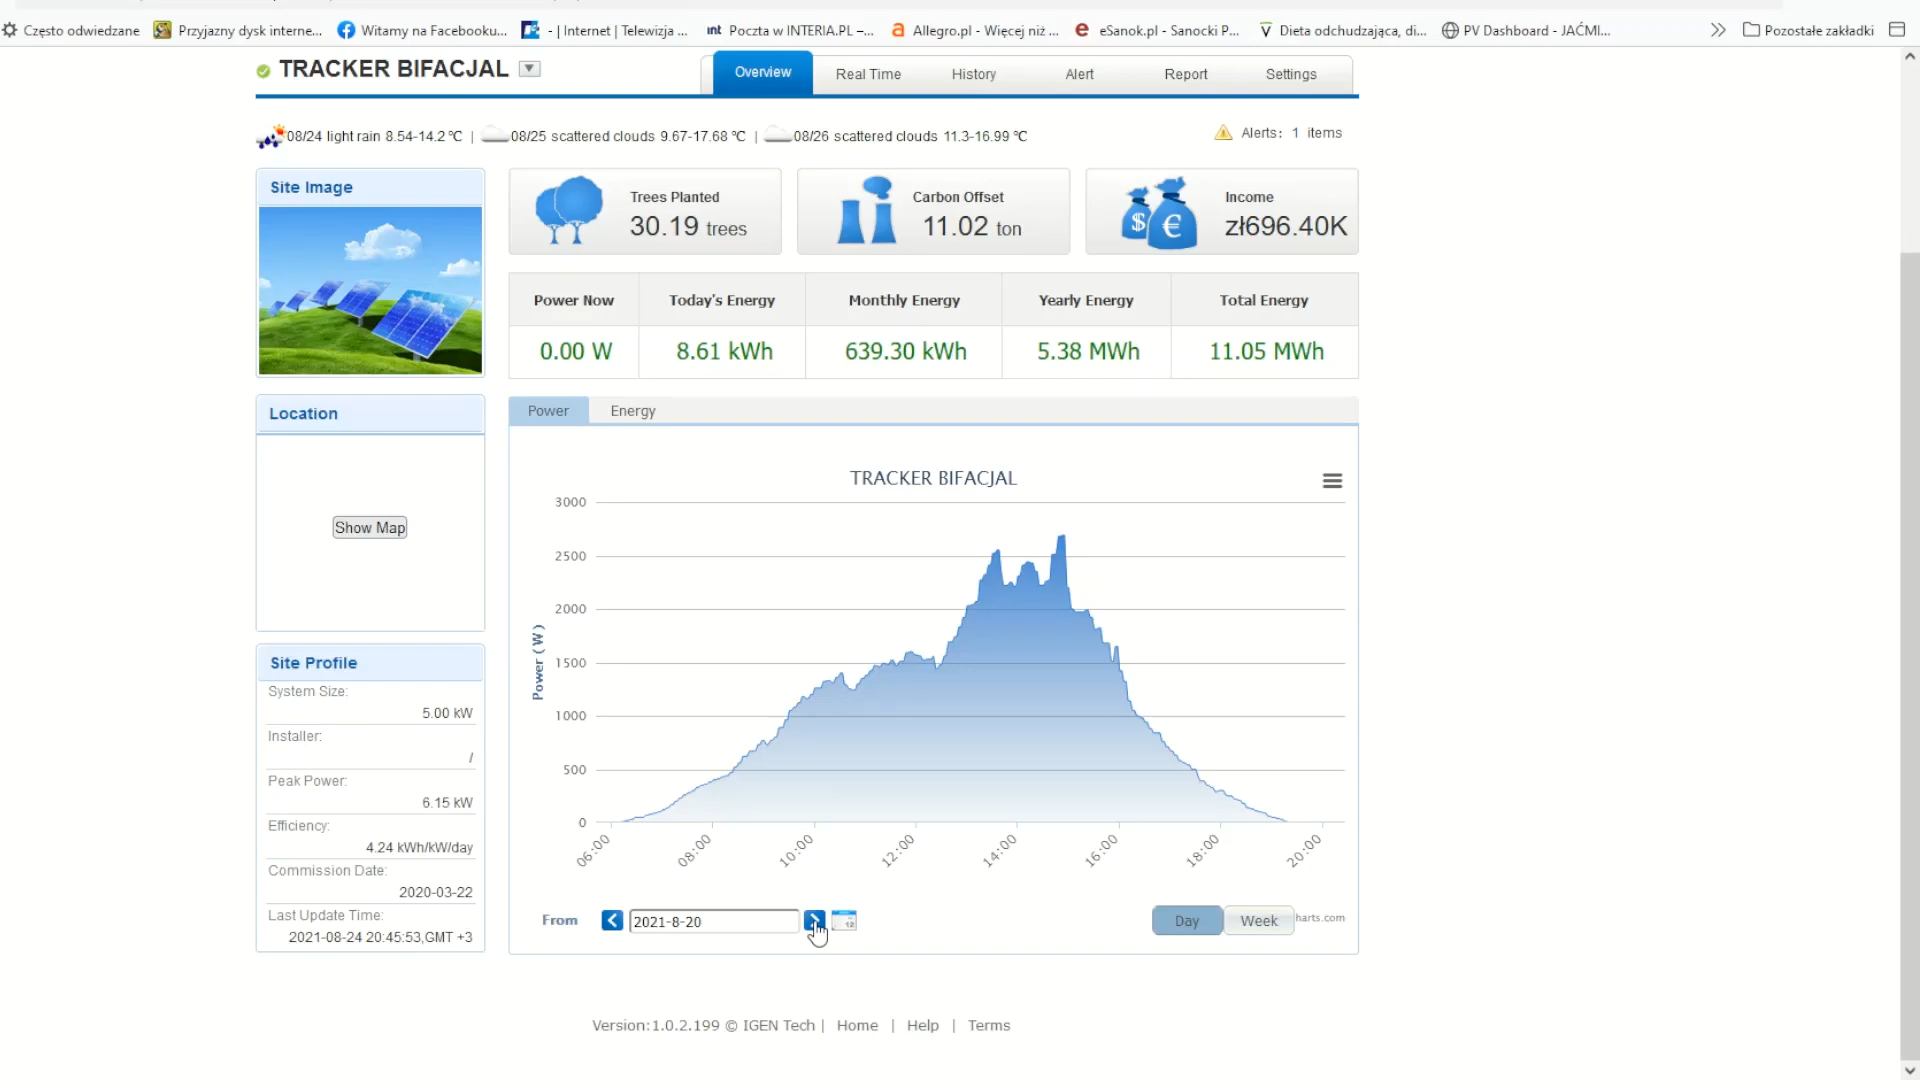 Często odwiedzane Przyjazny dysk interne... Witamy na Facebooku... - | Internet | Telewizja ... int Poczta w INTERIA.PL –... a Allegro.pl - Więcej niż ... e eSanok.pl - Sanocki P... V Dieta odchudzająca, di... PV Dashboard - JAĆMI... Pozostałe zakładki
TRACKER BIFACJAL
Overview Real Time History Alert Report Settings
08/24 light rain 8.54-14.2 ℃ | 08/25 scattered clouds 9.67-17.68 ℃ | 08/26 scattered clouds 11.3-16.99 ℃
Alerts: 1 items
Site Image
Trees Planted
30.19 trees
Carbon Offset
11.02 ton
$ €
Income
zł696.40K
Power Now Today's Energy Monthly Energy Yearly Energy Total Energy
0.00 W 8.61 kWh 639.30 kWh 5.38 MWh 11.05 MWh
Location
Show Map
Site Profile
System Size:
5.00 kW
Installer:
/
Peak Power:
6.15 kW
Efficiency:
4.24 kWh/kW/day
Commission Date:
2020-03-22
Last Update Time:
2021-08-24 20:45:53,GMT +3
Power Energy
TRACKER BIFACJAL
Power ( W )
3000
2500
2000
1500
1000
500
0
06:00 08:00 10:00 12:00 14:00 16:00 18:00 20:00
From 2021-8-20 12 Day Week harts.com
Version:1.0.2.199 © IGEN Tech | Home | Help | Terms